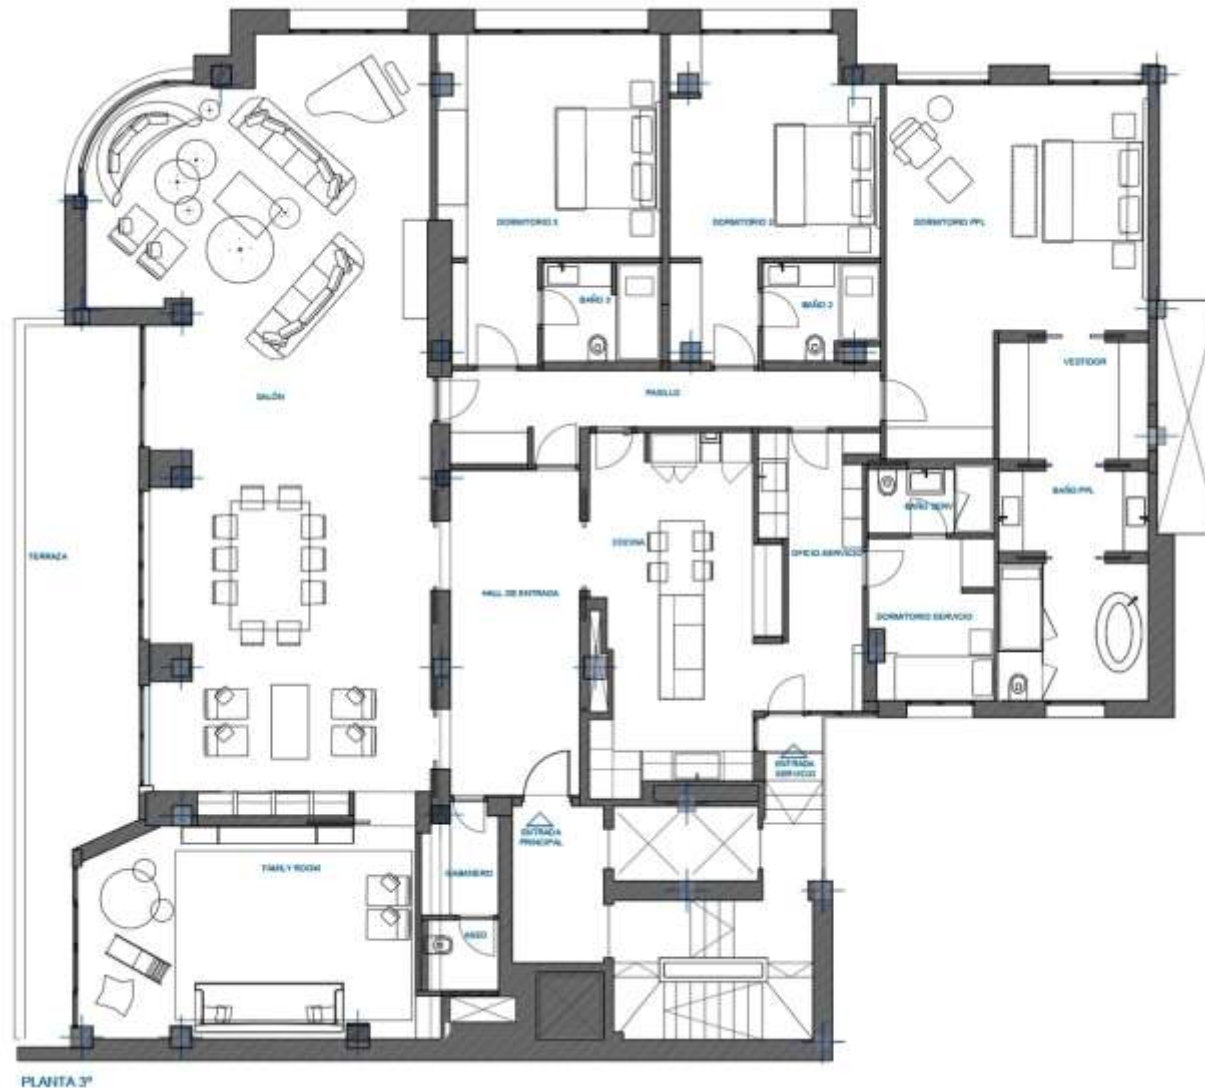 DORMITORIO 3
DORMITORIO 2
DORMITORIO PPL
BAÑO 3
BAÑO 2
VESTIDOR
SALÓN
PASILLO
BAÑO PPL
BAÑO SERV
TERRAZA
COCINA
OFICIO-SERVICIO
HALL DE ENTRADA
DORMITORIO SERVICIO
ENTRADA
SERVICIO
ENTRADA
PRINCIPAL
FAMILY ROOM
ASEO
PLANTA 3ª